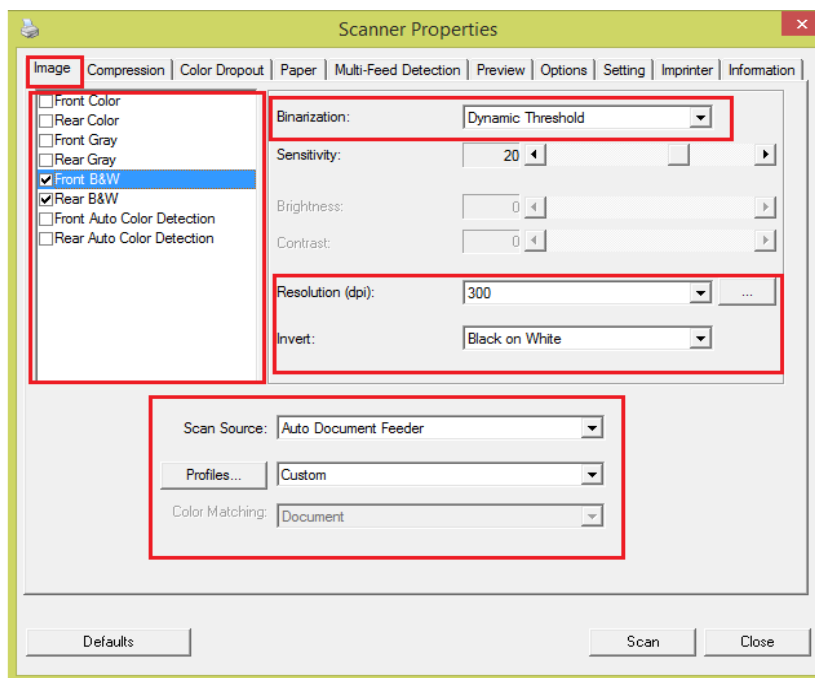 Scanner Properties
Image Compression Color Dropout Paper Multi-Feed Detection Preview Options Setting Imprinter Information
Front Color
Rear Color
Front Gray
Rear Gray
Front B&W
Rear B&W
Front Auto Color Detection
Rear Auto Color Detection
Binarization: Dynamic Threshold
Sensitivity: 20
Brightness: 0
Contrast: 0
Resolution (dpi): 300 ...
Invert: Black on White
Scan Source: Auto Document Feeder
Profiles... Custom
Color Matching: Document
Defaults Scan Close